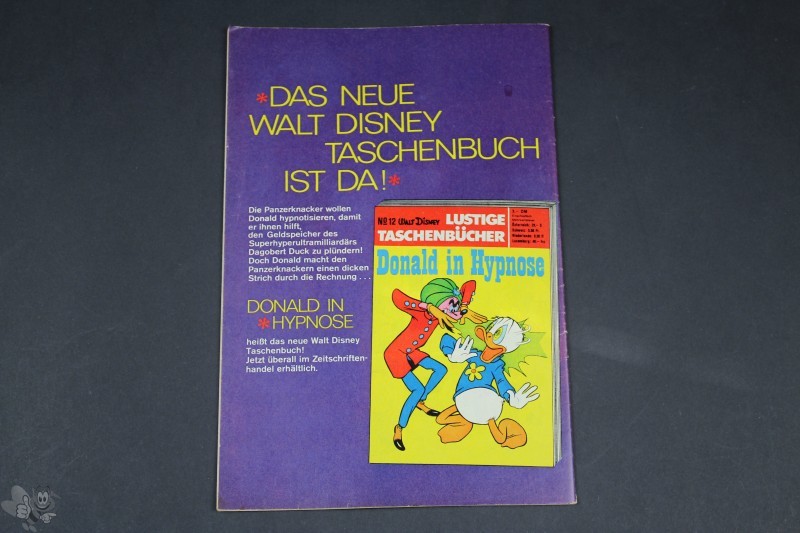 *DAS NEUE
WALT DISNEY
TASCHENBUCH
IST DA!*
Die Panzerknacker wollen
Donald hypnotisieren, damit
er ihnen hilft,
den Geldspeicher des
Superhyperultramilliardärs
Dagobert Duck zu plündern!
Doch Donald macht den
Panzerknackern einen dicken
Strich durch die Rechnung...
DONALD IN
*HYPNOSE
heißt das neue Walt Disney
Taschenbuch!
Jetzt überall im Zeitschriften-
handel erhältlich.
No 12 WALT DISNEY LUSTIGE
TASCHENBÜCHER
Donald in Hypnose